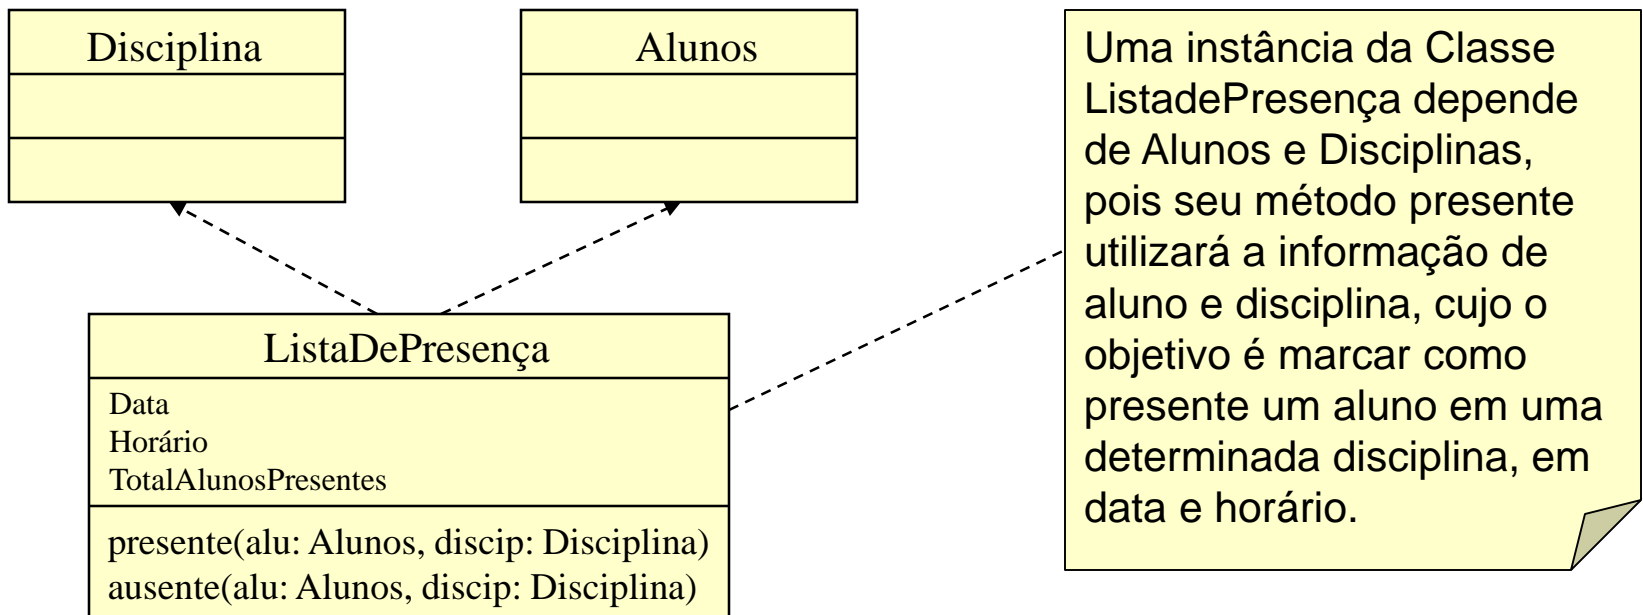 Disciplina
Alunos
ListaDePresença
Data
Horário
TotalAlunosPresentes
presente(alu: Alunos, discip: Disciplina)
ausente(alu: Alunos, discip: Disciplina)
Uma instância da Classe
ListadePresença depende
de Alunos e Disciplinas,
pois seu método presente
utilizará a informação de
aluno e disciplina, cujo o
objetivo é marcar como
presente um aluno em uma
determinada disciplina, em
data e horário.